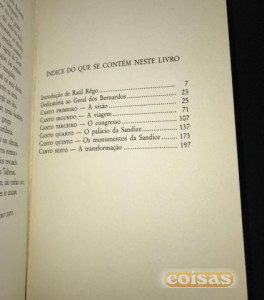 ÍNDICE DO QUE SE CONTÉM NESTE LIVRO
Introdução de Raúl Rêgo — 7
Dedicatória ao Geral dos Bernardos — 23
CANTO PRIMEIRO — A visão — 25
CANTO SEGUNDO — A viagem — 71
CANTO TERCEIRO — O congresso — 107
CANTO QUARTO — O palácio da Sandice — 137
CANTO QUINTO — Os monumentos da Sandice — 173
CANTO SEXTO — A transformação — 197
coisas